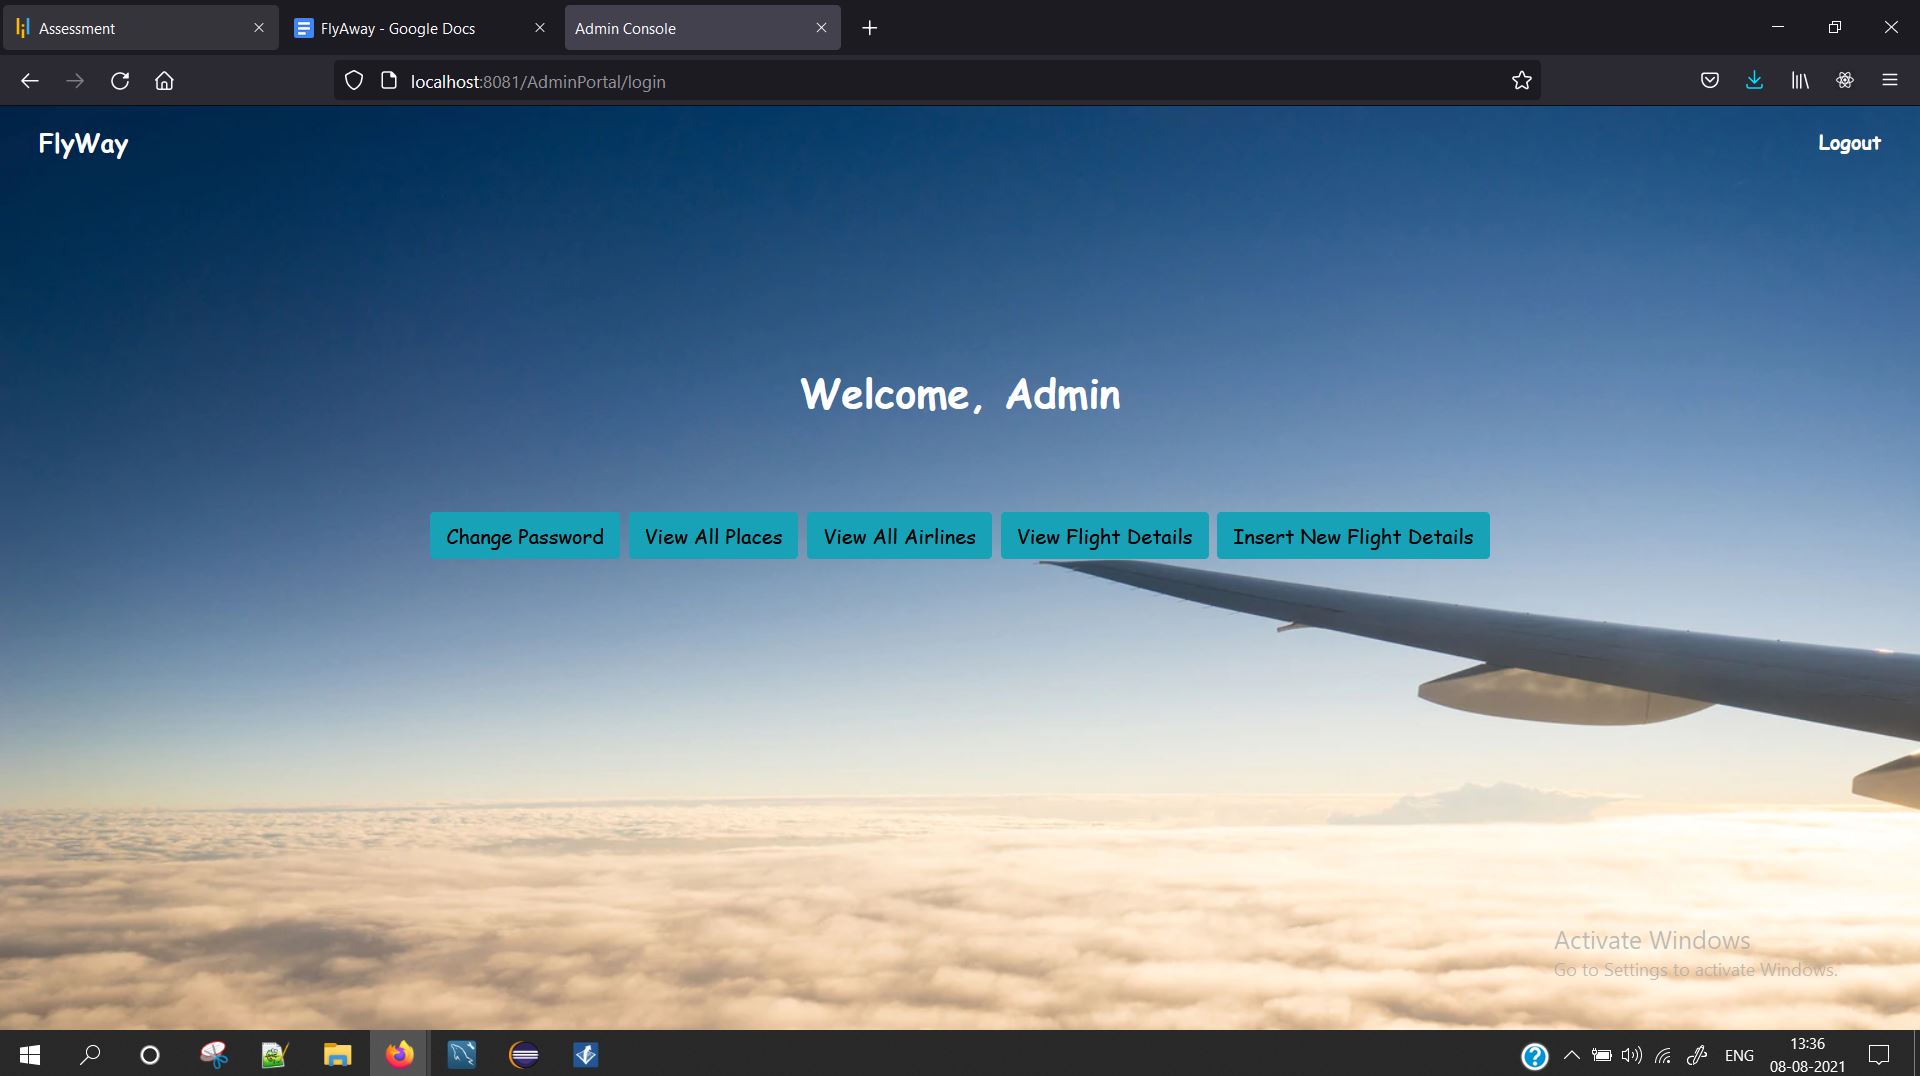 Assessment
FlyAway - Google Docs
Admin Console
localhost:8081/AdminPortal/login
FlyWay
Logout
Welcome, Admin
Change Password
View All Places
View All Airlines
View Flight Details
Insert New Flight Details
Activate Windows
Go to Settings to activate Windows.
ENG
13:36
08-08-2021